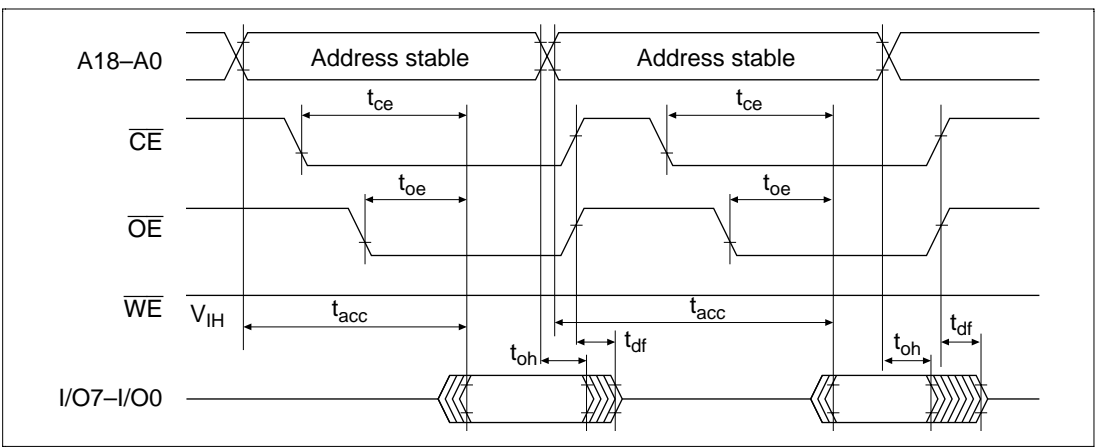 A18–A0
Address stable
Address stable
tce
tce
CE
toe
toe
OE
WE
VIH
tacc
tacc
toh
tdf
toh
tdf
I/O7–I/O0